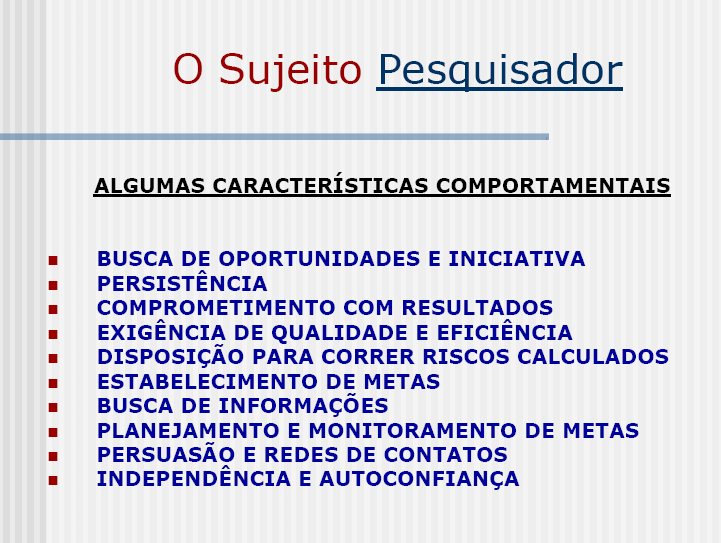 O Sujeito Pesquisador
ALGUMAS CARACTERÍSTICAS COMPORTAMENTAIS
BUSCA DE OPORTUNIDADES E INICIATIVA
PERSISTÊNCIA
COMPROMETIMENTO COM RESULTADOS
EXIGÊNCIA DE QUALIDADE E EFICIÊNCIA
DISPOSIÇÃO PARA CORRER RISCOS CALCULADOS
ESTABELECIMENTO DE METAS
BUSCA DE INFORMAÇÕES
PLANEJAMENTO E MONITORAMENTO DE METAS
PERSUASÃO E REDES DE CONTATOS
INDEPENDÊNCIA E AUTOCONFIANÇA